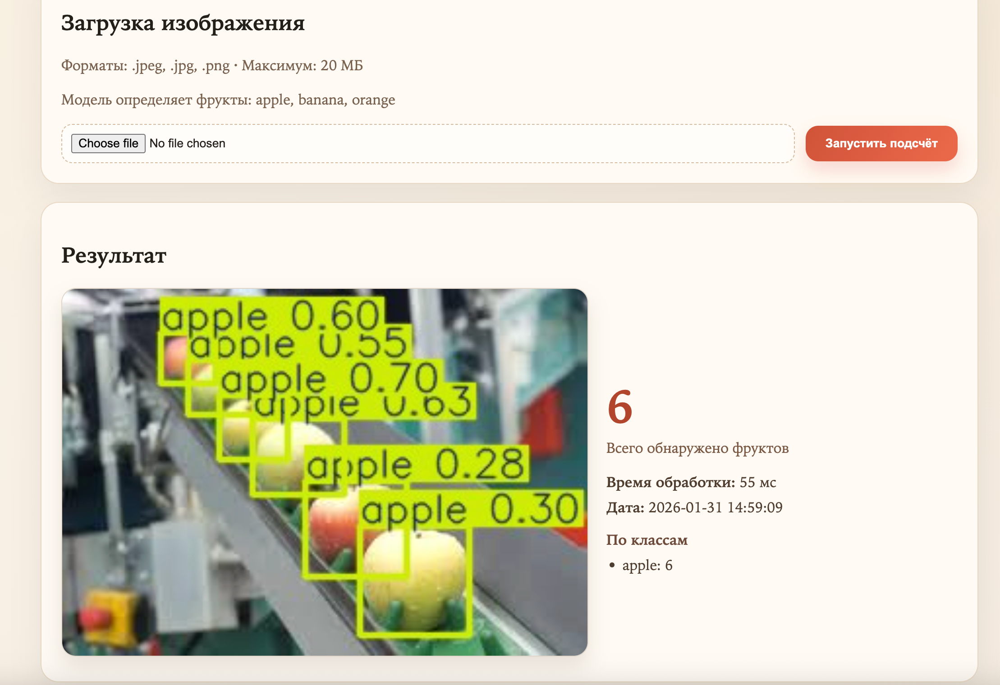 Загрузка изображения
Форматы: .jpeg, .jpg, .png · Максимум: 20 МБ
Модель определяет фрукты: apple, banana, orange
Choose file No file chosen
Запустить подсчёт
Результат
apple 0.60
apple 0.55
apple 0.70
apple 0.63
apple 0.28
apple 0.30
6
Всего обнаружено фруктов
Время обработки: 55 мс
Дата: 2026-01-31 14:59:09
По классам
• apple: 6